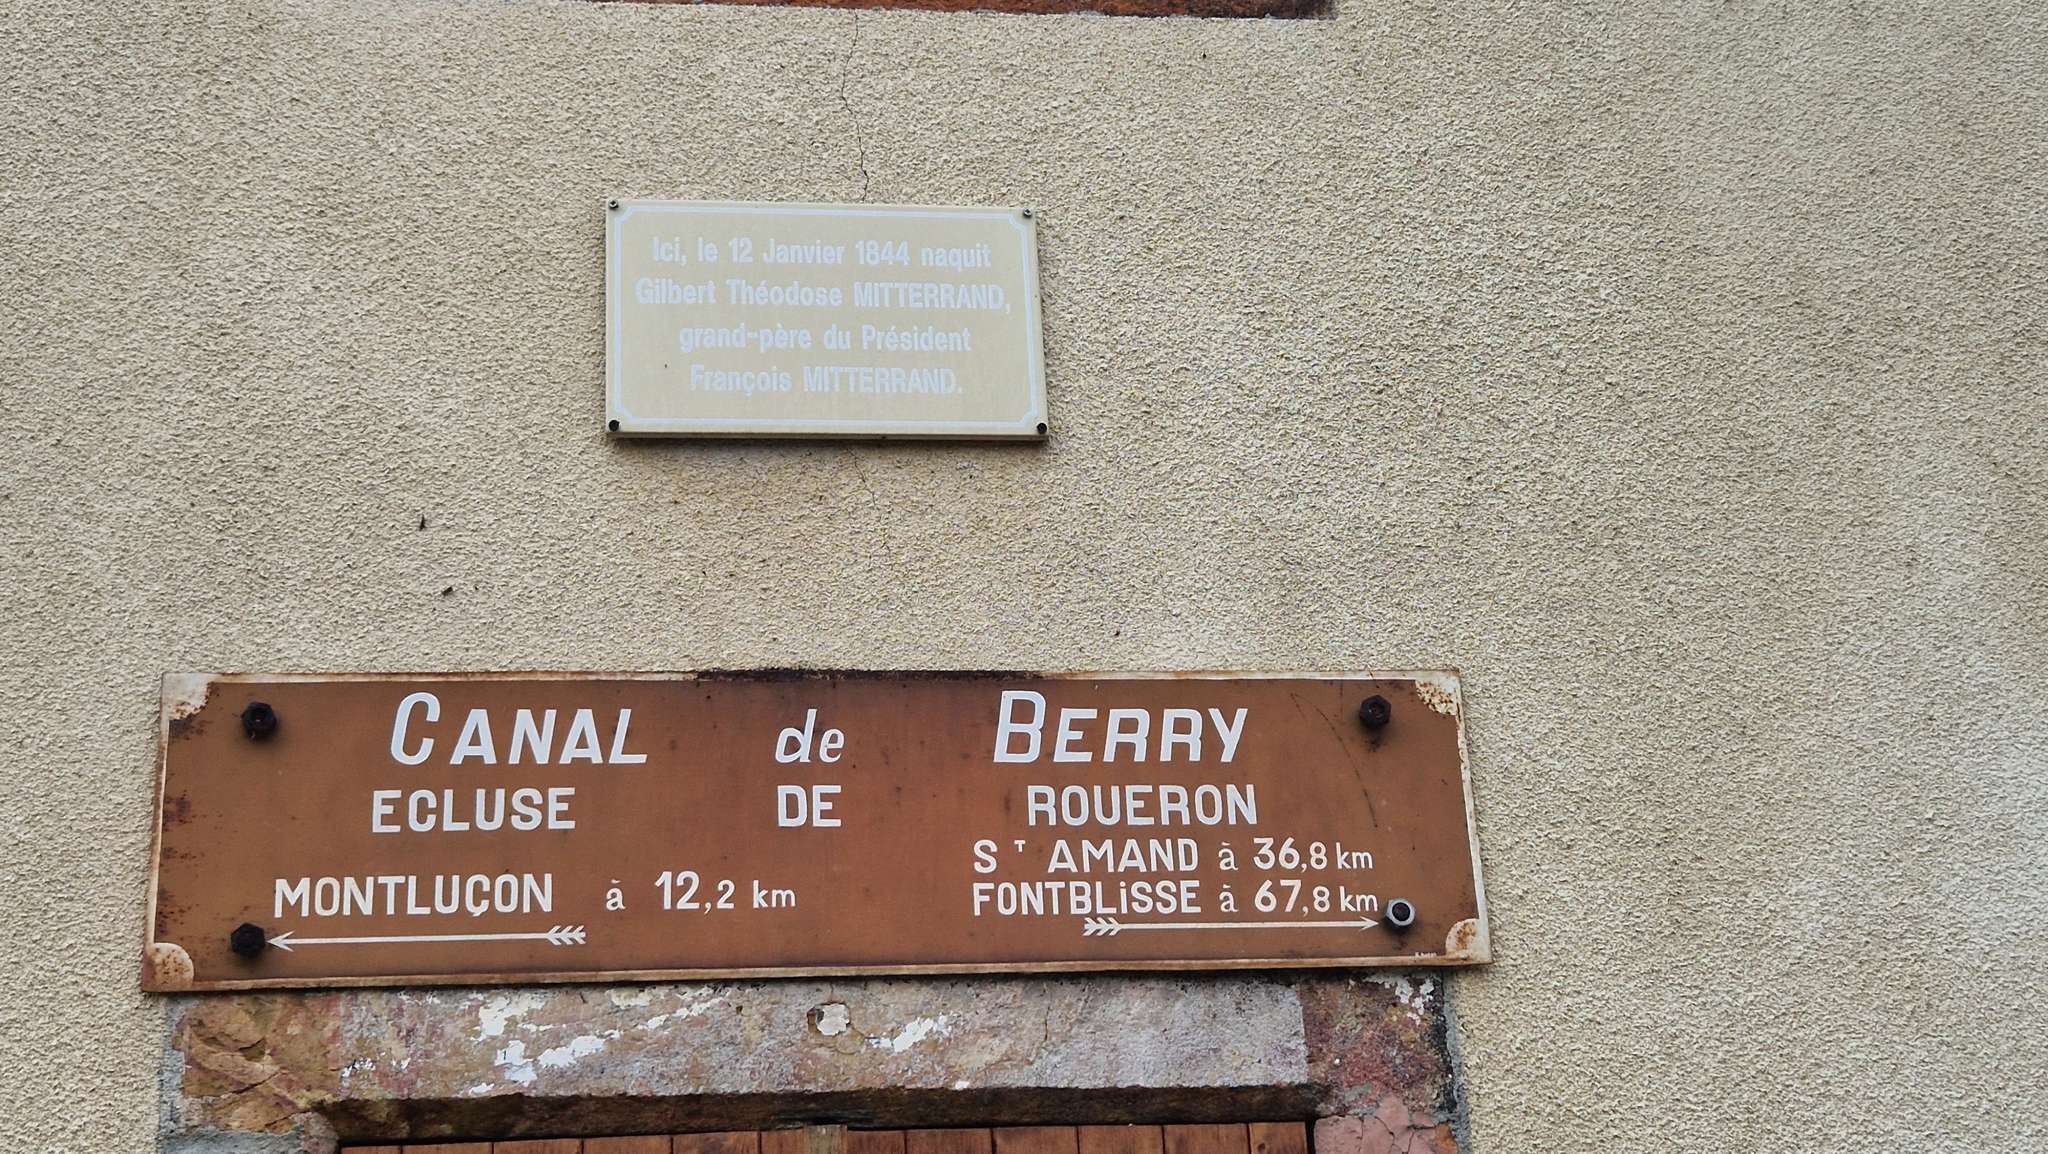 Ici, le 12 Janvier 1844 naquit
Gilbert Théodose MITTERRAND,
grand-père du Président
François MITTERRAND.
CANAL de BERRY
ECLUSE DE ROUERON
MONTLUÇON à 12,2 km
ST AMAND à 36,8 km
FONTBLiSSE à 67,8 km